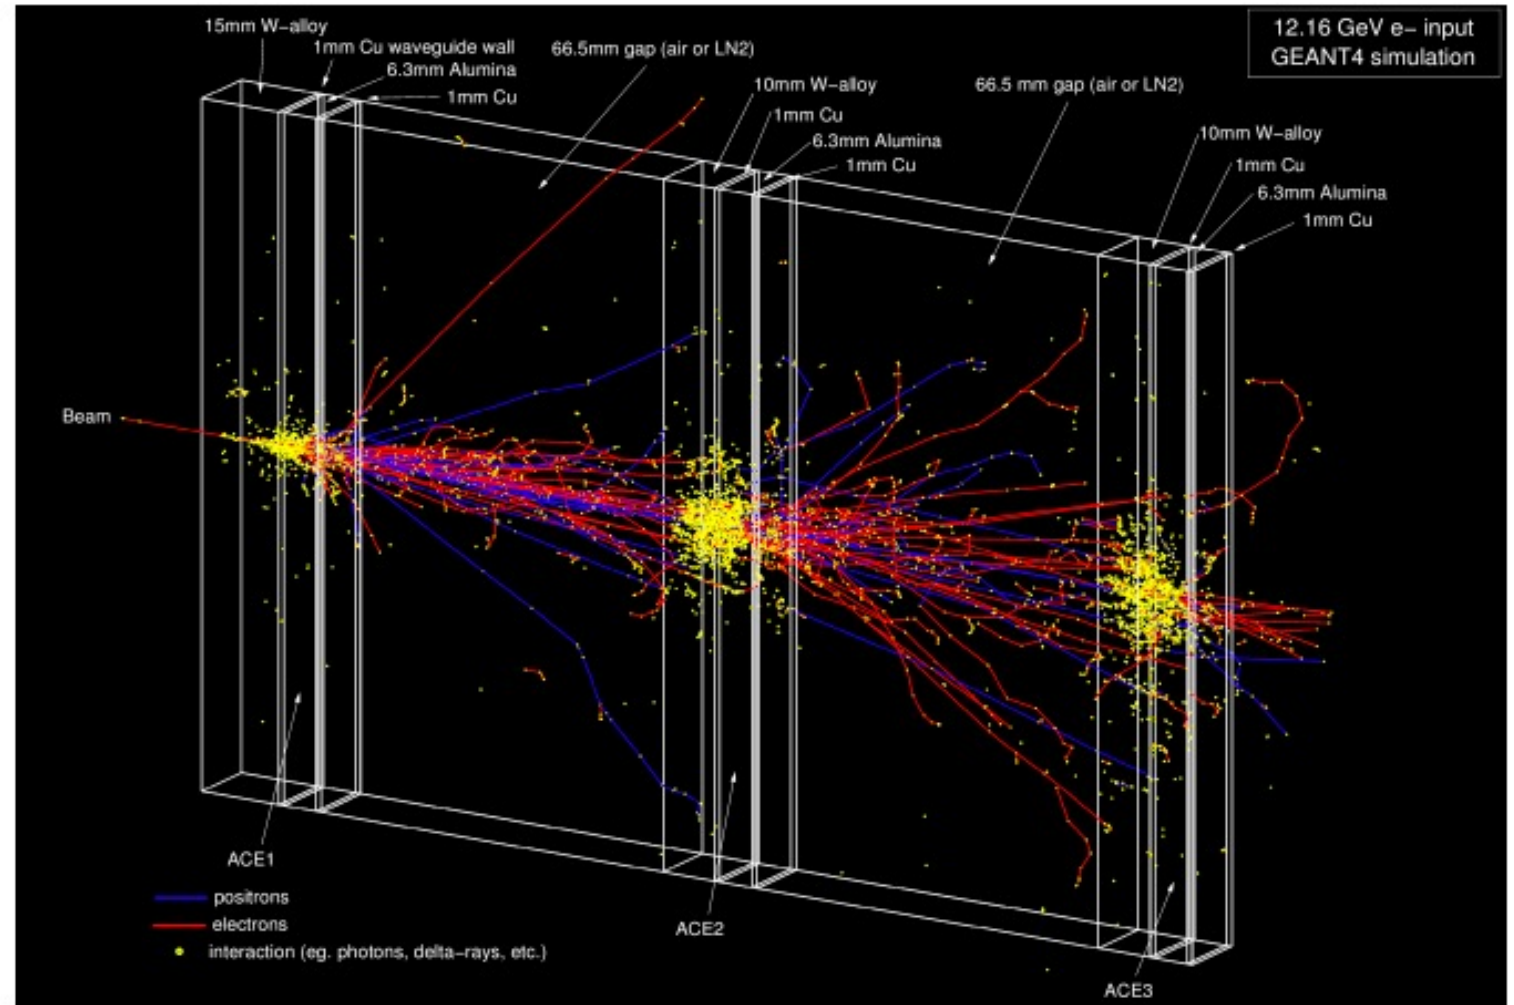 12.16 GeV e− input
GEANT4 simulation
15mm W−alloy
1mm Cu waveguide wall
6.3mm Alumina
1mm Cu
66.5mm gap (air or LN2)
10mm W−alloy
1mm Cu
6.3mm Alumina
1mm Cu
66.5 mm gap (air or LN2)
10mm W−alloy
1mm Cu
6.3mm Alumina
1mm Cu
Beam
ACE1
ACE2
ACE3
positrons
electrons
interaction (eg. photons, delta−rays, etc.)